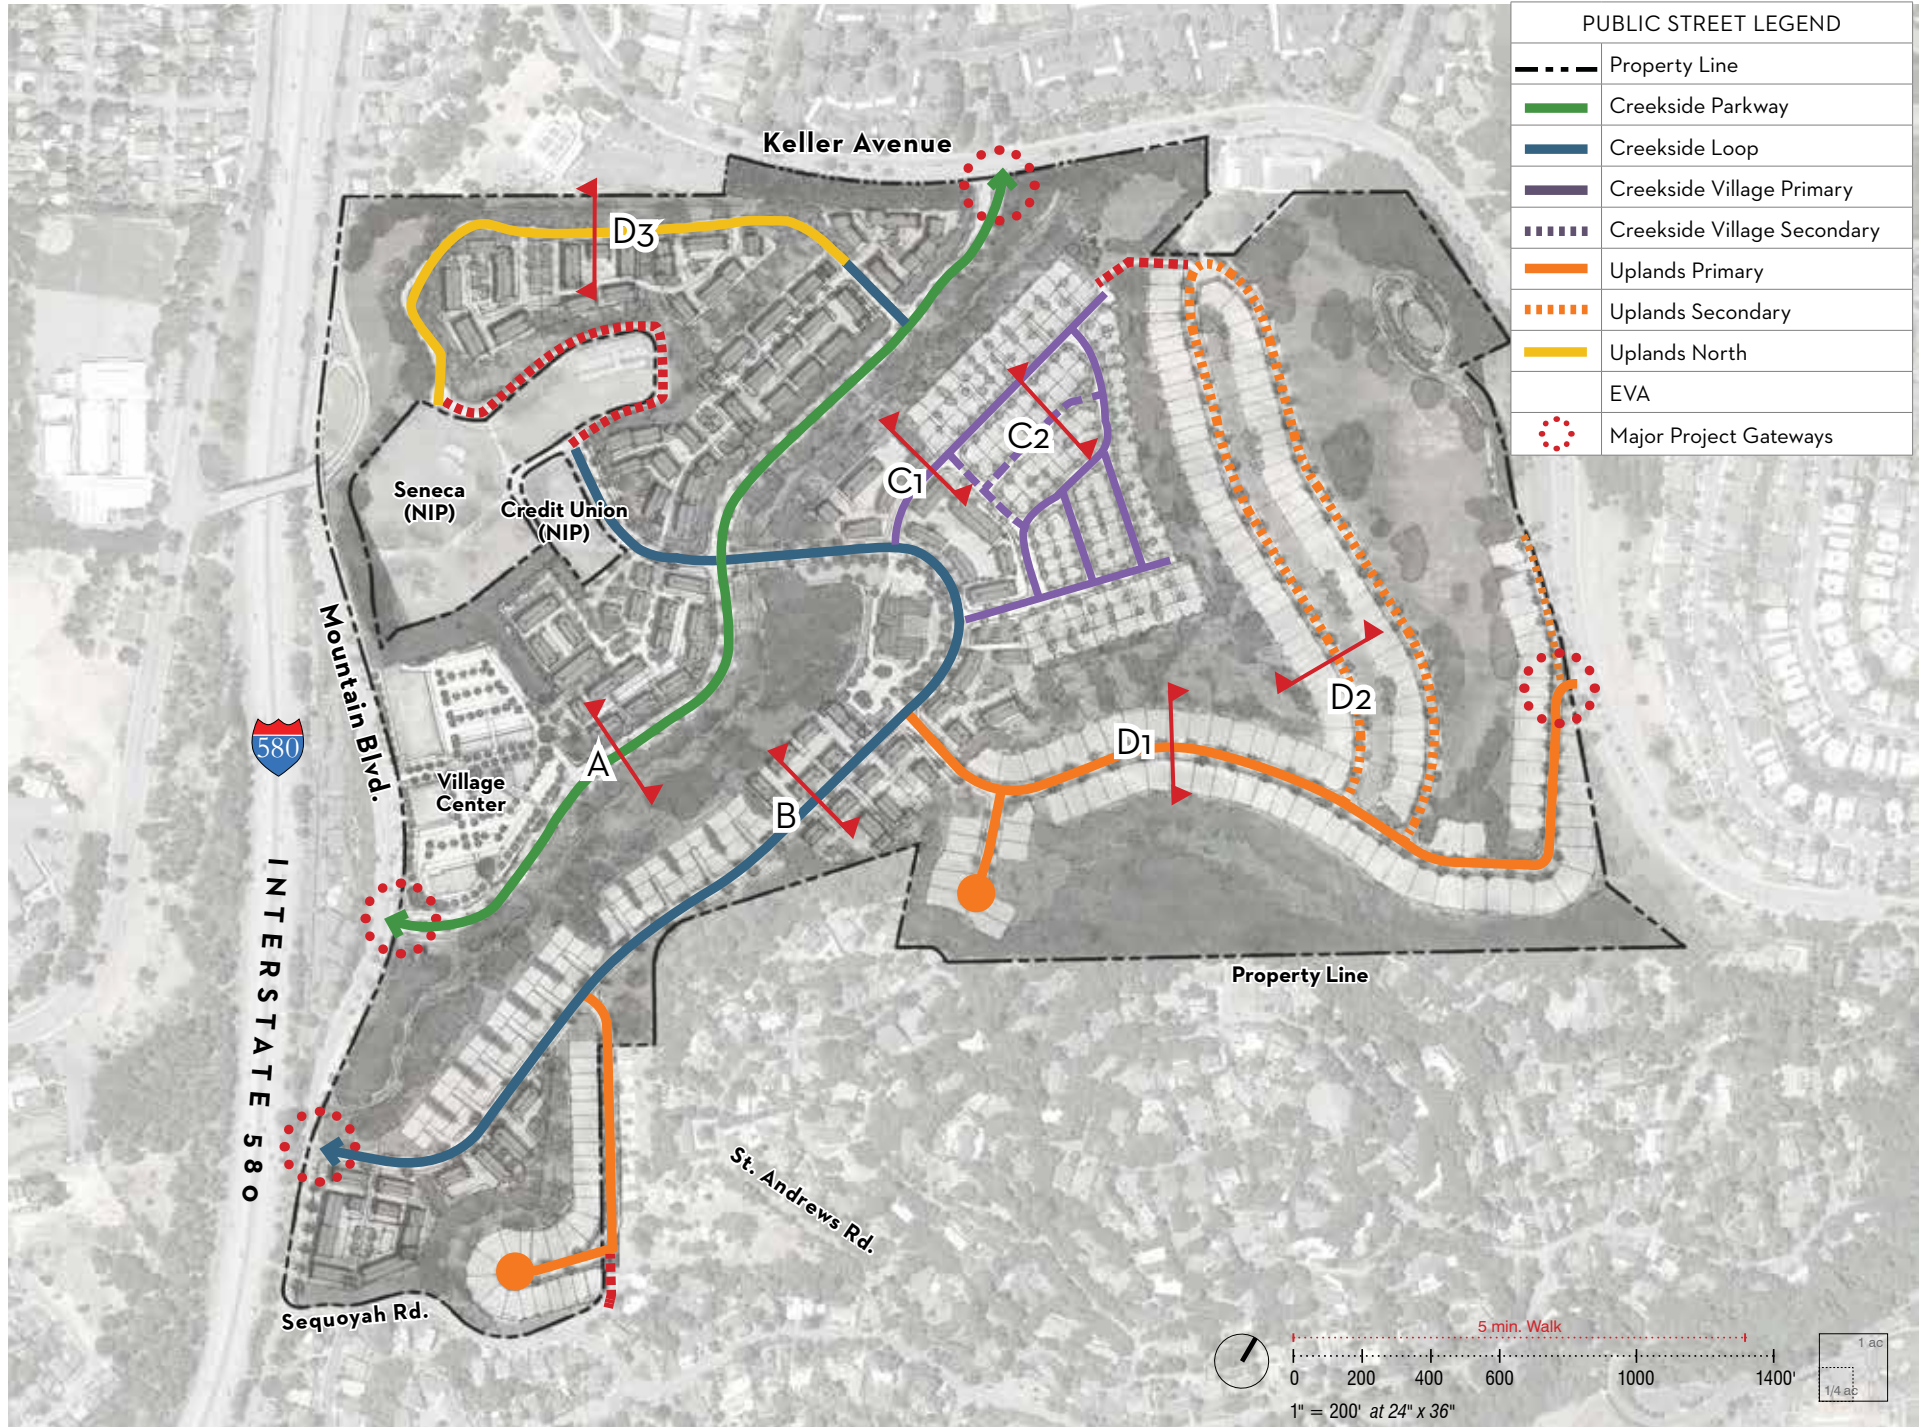 PUBLIC STREET LEGEND
Property Line
Creekside Parkway
Creekside Loop
Creekside Village Primary
Creekside Village Secondary
Uplands Primary
Uplands Secondary
Uplands North
EVA
Major Project Gateways
Keller Avenue
D3
C2
C1
Seneca
(NIP)
Credit Union
(NIP)
Mountain Blvd.
D2
D1
580
A
Village
Center
B
INTERSTATE 580
Property Line
St. Andrews Rd.
Sequoyah Rd.
5 min. Walk
0 200 400 600 1000 1400'
1" = 200' at 24" x 36"
1 ac
1/4 ac